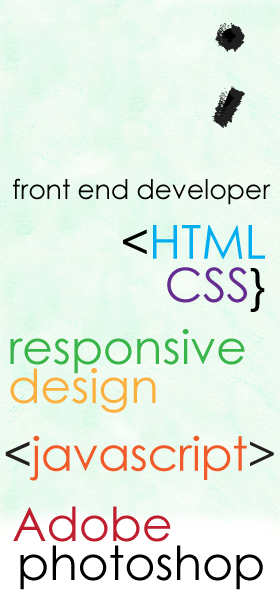 ;
front end developer
<HTML
CSS}
responsive
design
<javascript>
Adobe
photoshop